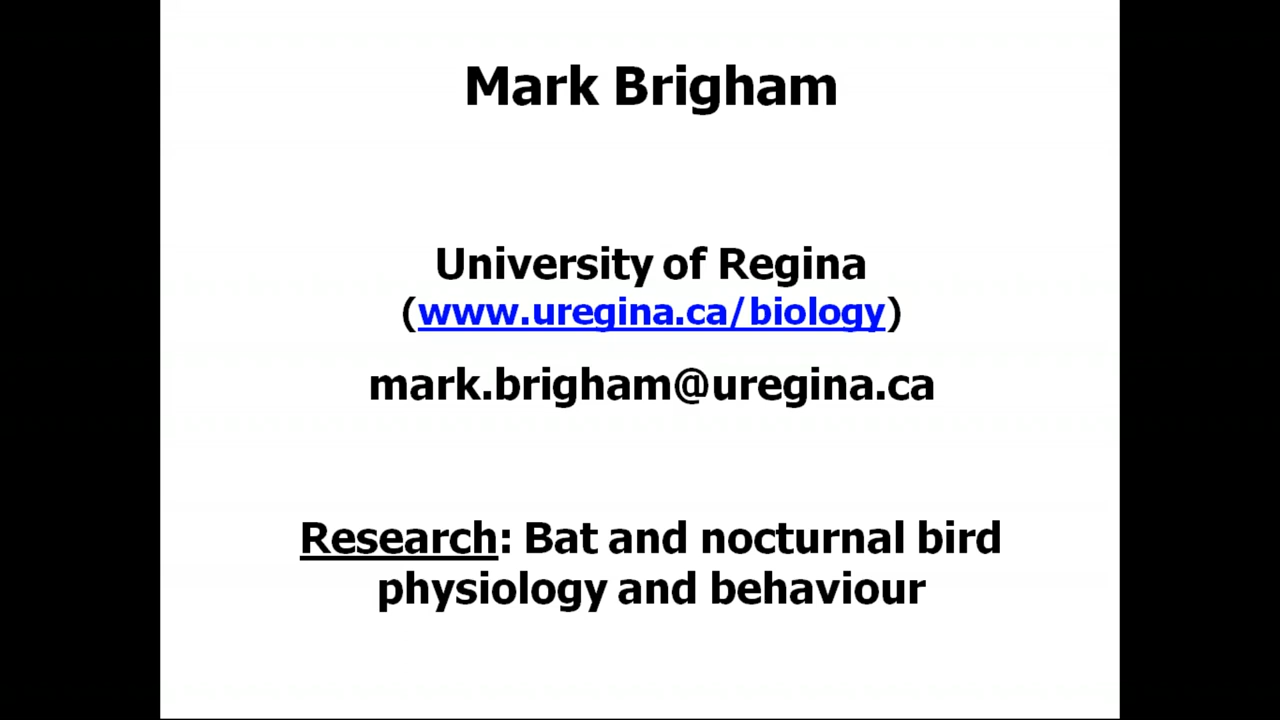 Mark Brigham
University of Regina
(www.uregina.ca/biology)
mark.brigham@uregina.ca
Research: Bat and nocturnal bird
physiology and behaviour